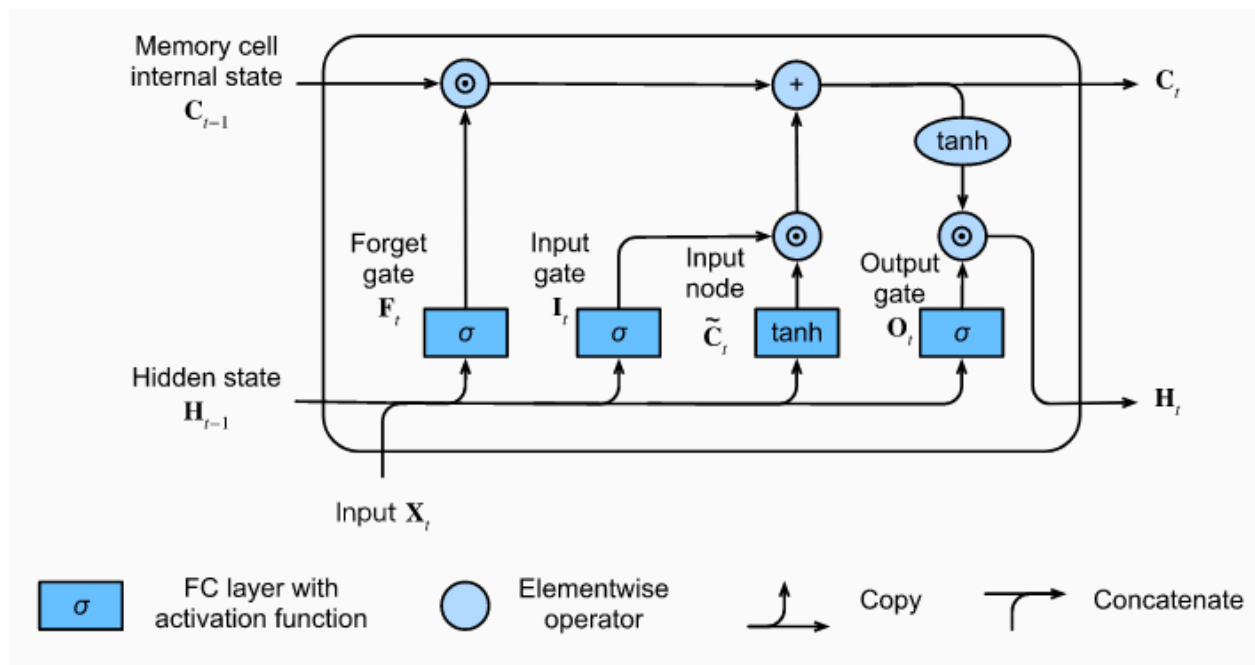 Memory cell
internal state
C_{t−1}
⊙
+
C_t
tanh
Forget
gate
F_t
σ
Input
gate
I_t
σ
Input
node
C̃_t
tanh
⊙
Output
gate
O_t
σ
⊙
Hidden state
H_{t−1}
H_t
Input X_t
σ
FC layer with
activation function
Elementwise
operator
Copy
Concatenate